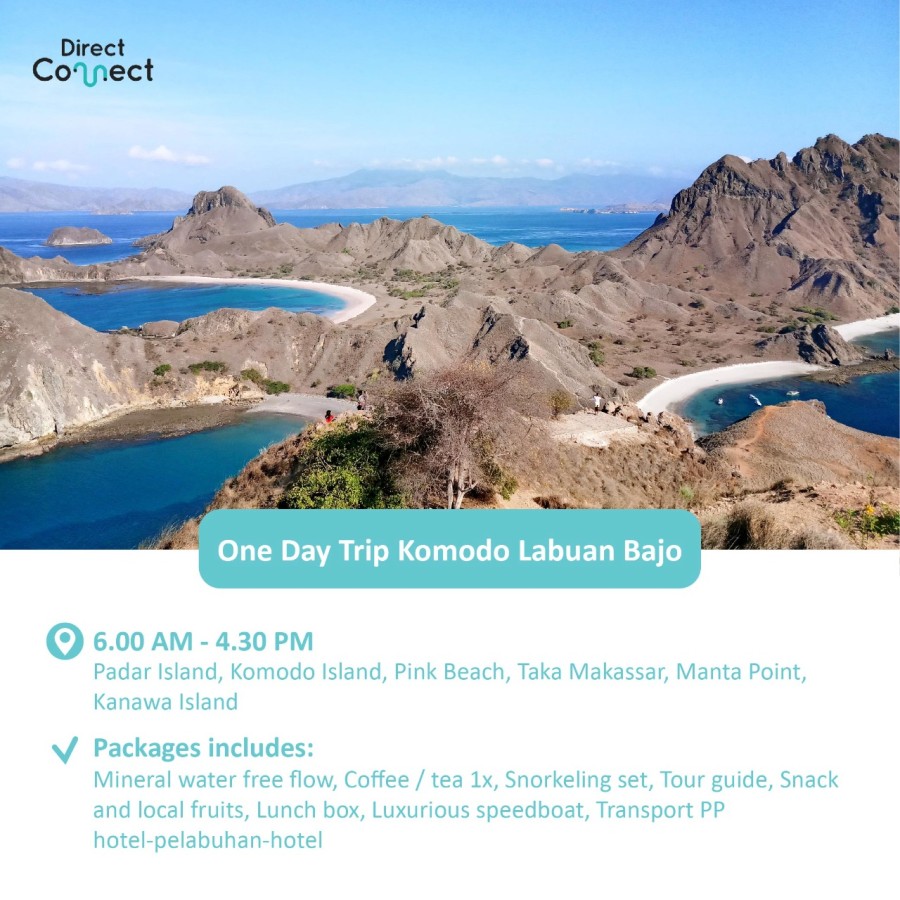 Direct
Connect
One Day Trip Komodo Labuan Bajo
6.00 AM - 4.30 PM
Padar Island, Komodo Island, Pink Beach, Taka Makassar, Manta Point,
Kanawa Island
Packages includes:
Mineral water free flow, Coffee / tea 1x, Snorkeling set, Tour guide, Snack
and local fruits, Lunch box, Luxurious speedboat, Transport PP
hotel-pelabuhan-hotel